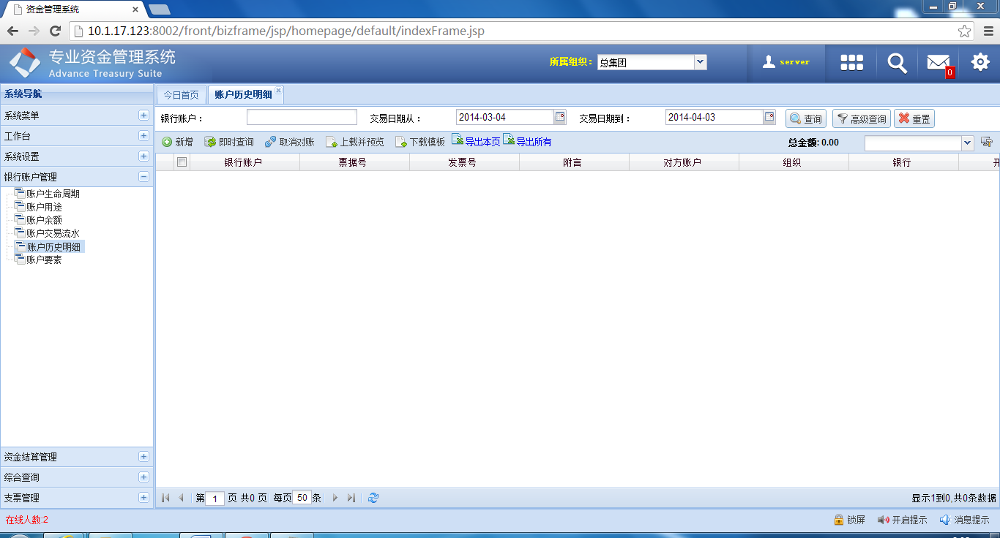 资金管理系统
10.1.17.123:8002/front/bizframe/jsp/homepage/default/indexFrame.jsp
专业资金管理系统
Advance Treasury Suite
所属组织： 总集团
server
0
系统导航
今日首页 账户历史明细
系统菜单
工作台
系统设置
银行账户管理
账户生命周期
账户用途
账户余额
账户交易流水
账户历史明细
账户要素
资金结算管理
综合查询
支票管理
银行账户： 交易日期从： 2014-03-04 交易日期到： 2014-04-03 查询 高级查询 重置
新增 即时查询 取消对账 上载并预览 下载模板 导出本页 导出所有 总金额: 0.00
银行账户 票据号 发票号 附言 对方账户 组织 银行
第 1 页 共0 页 每页 50 条 显示1到0,共0条数据
在线人数:2 锁屏 开启提示 消息提示